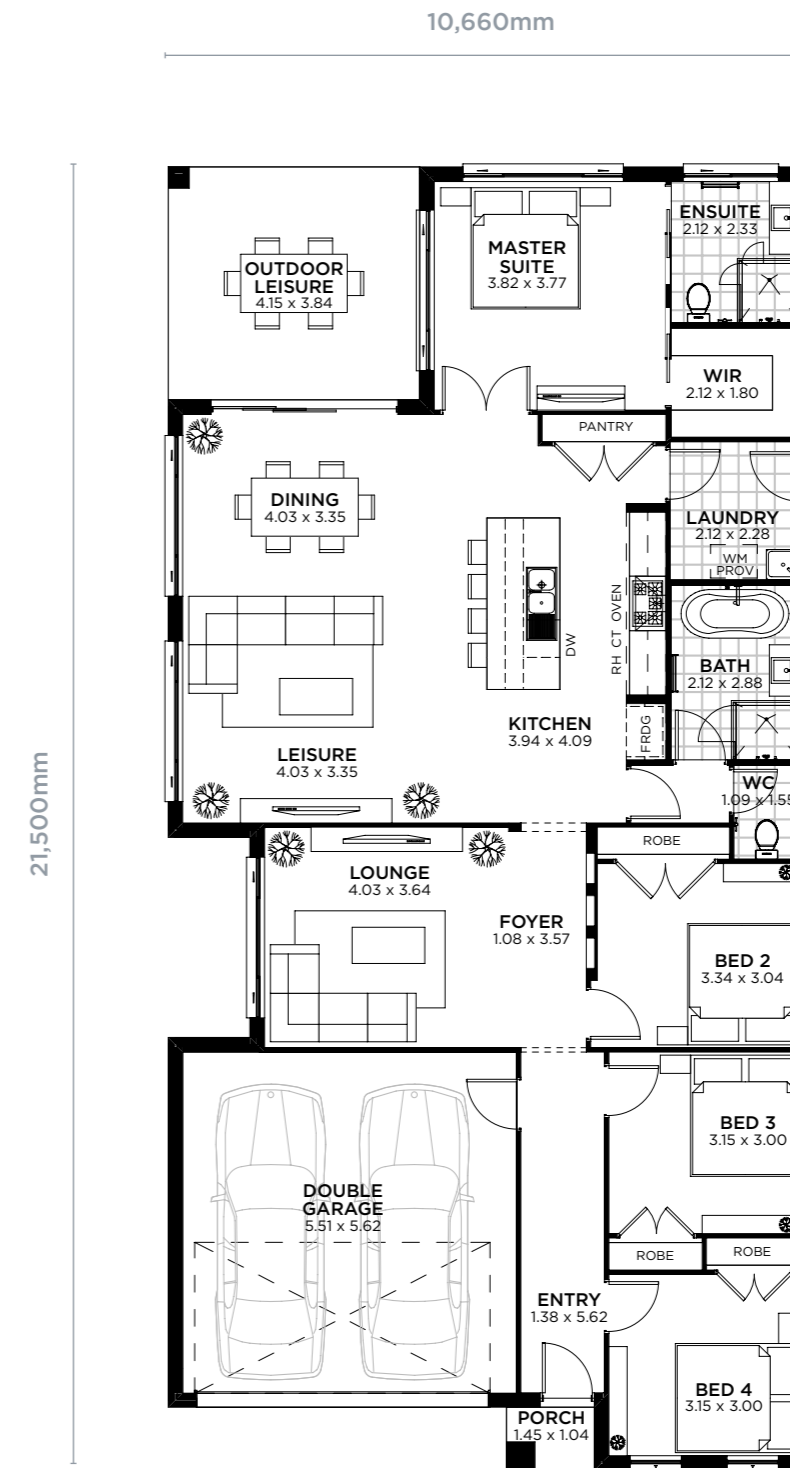 10,660mm
21,500mm
OUTDOOR
LEISURE
4.15 x 3.84
MASTER
SUITE
3.82 x 3.77
ENSUITE
2.12 x 2.33
WIR
2.12 x 1.80
PANTRY
DINING
4.03 x 3.35
LAUNDRY
2.12 x 2.28
WM
PROV
RH CT OVEN
DW
BATH
2.12 x 2.88
KITCHEN
3.94 x 4.09
FRDG
LEISURE
4.03 x 3.35
WC
1.09 x 1.55
ROBE
LOUNGE
4.03 x 3.64
FOYER
1.08 x 3.57
BED 2
3.34 x 3.04
BED 3
3.15 x 3.00
DOUBLE
GARAGE
5.51 x 5.62
ROBE
ROBE
ENTRY
1.38 x 5.62
BED 4
3.15 x 3.00
PORCH
1.45 x 1.04